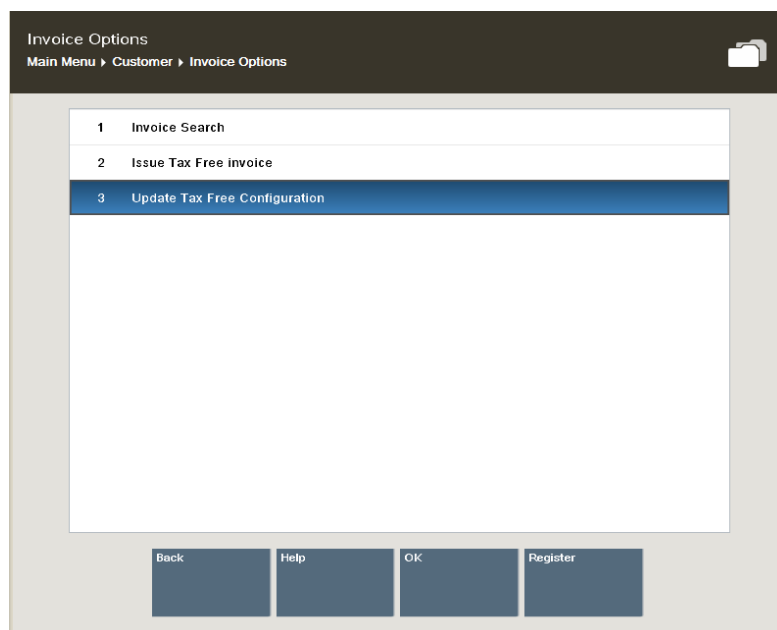 Invoice Options
Main Menu ▸ Customer ▸ Invoice Options
1 Invoice Search
2 Issue Tax Free invoice
3 Update Tax Free Configuration
Back Help OK Register